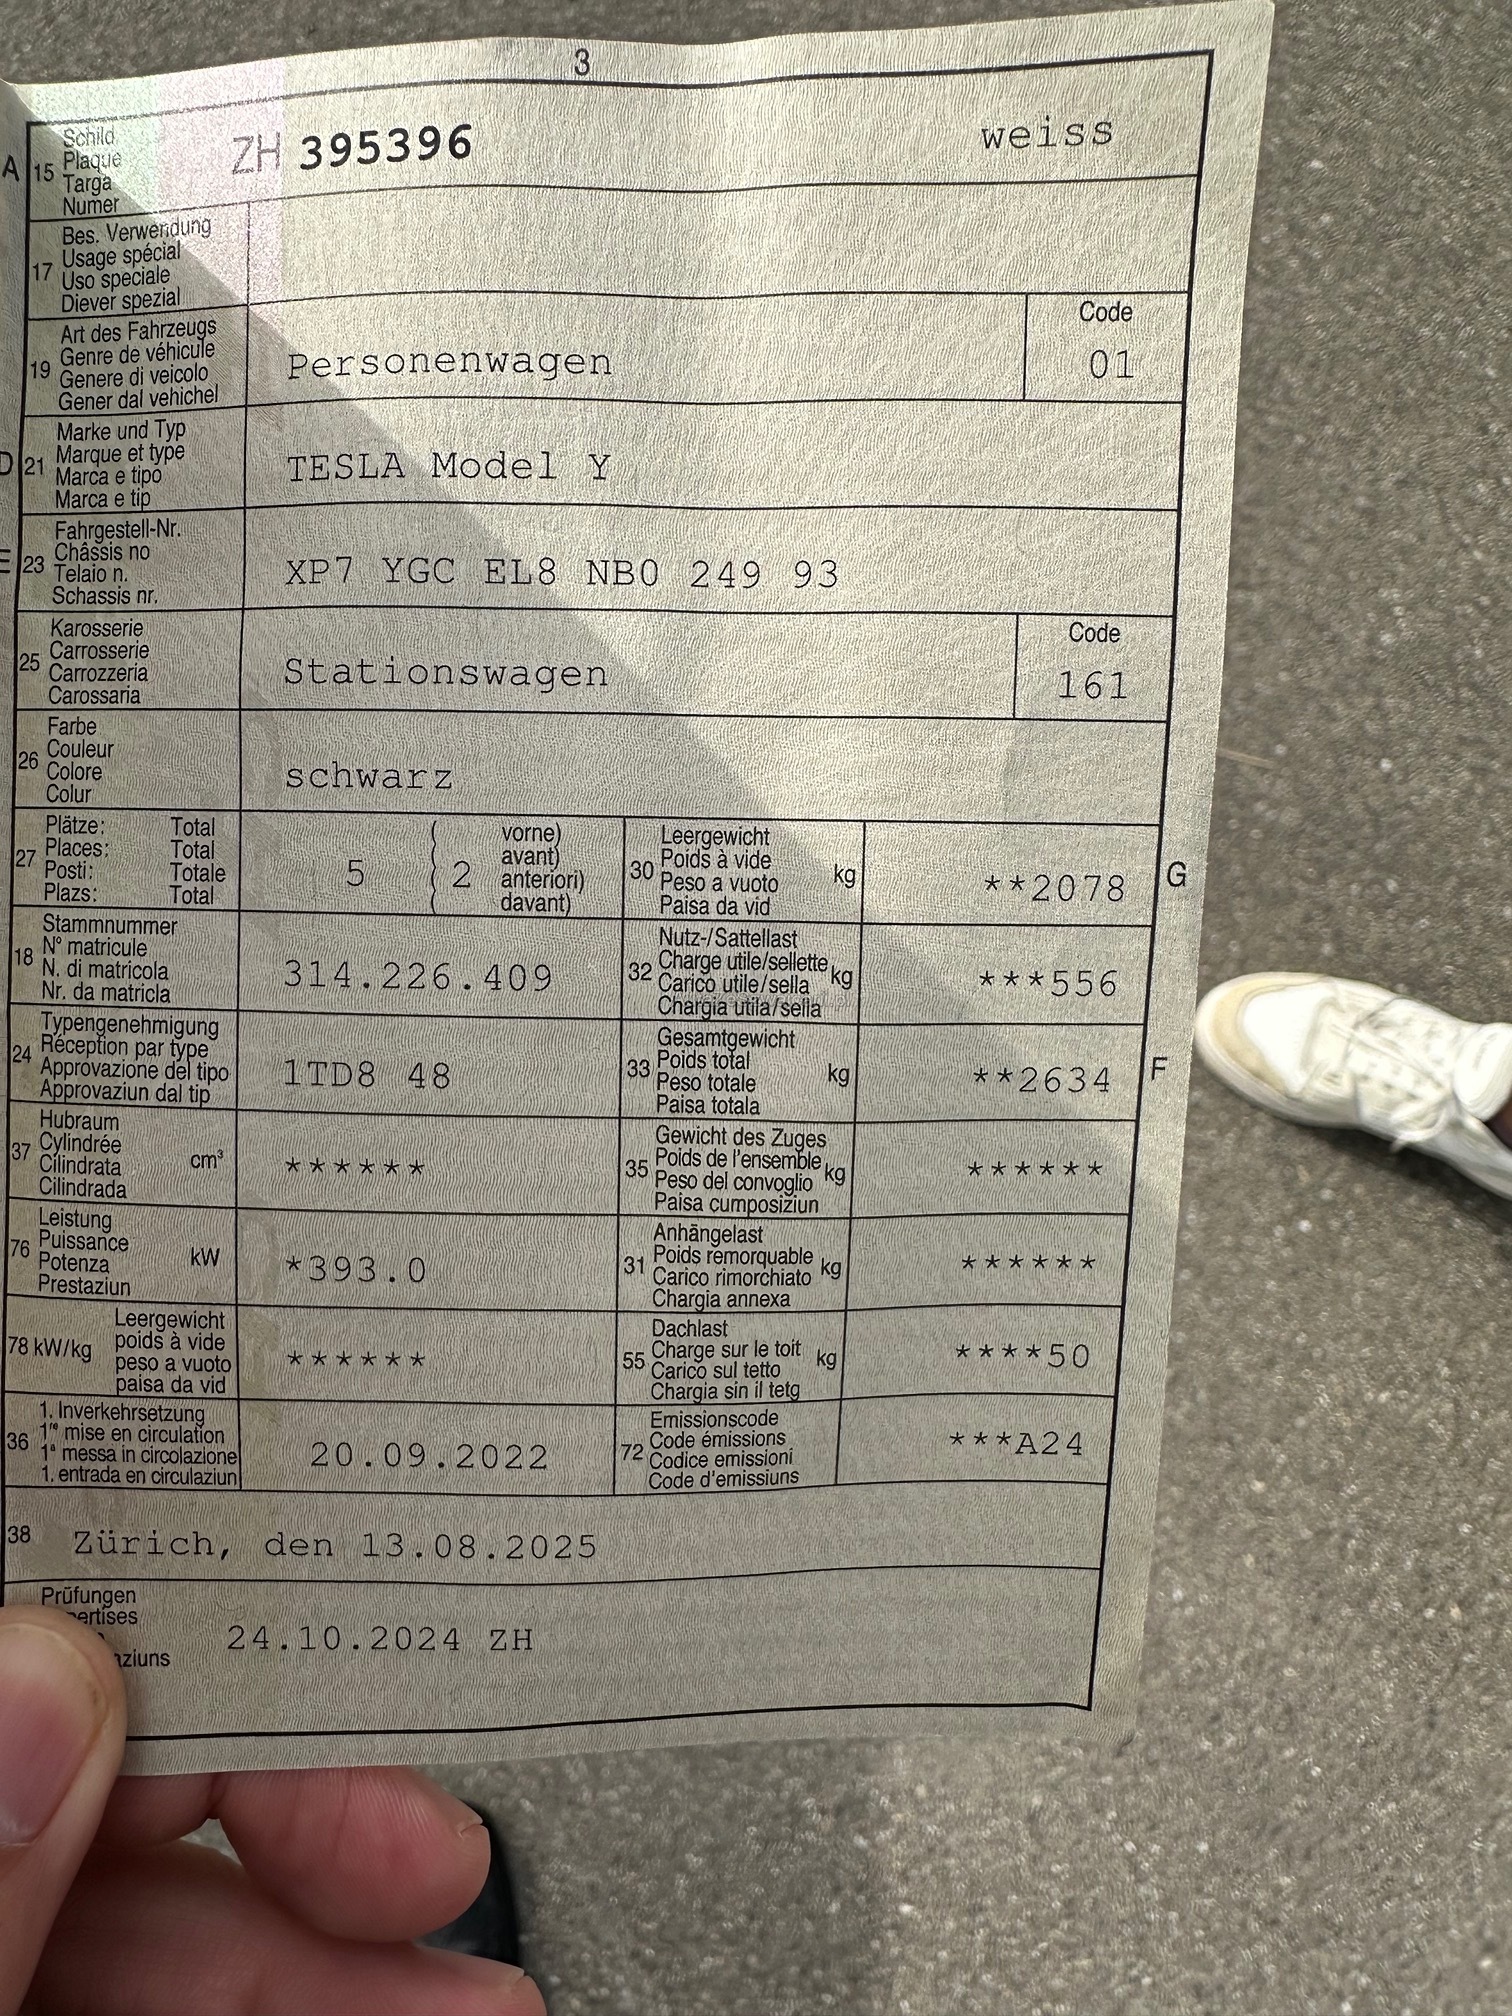 3
A 15 Schild
Plaque
Targa
Numer
ZH 395396 weiss
17 Bes. Verwendung
Usage spécial
Uso speciale
Diever spezial
19 Art des Fahrzeugs
Genre de véhicule
Genere di veicolo
Gener dal vehichel
Personenwagen
Code
01
D 21 Marke und Typ
Marque et type
Marca e tipo
Marca e tip
TESLA Model Y
E 23 Fahrgestell-Nr.
Châssis no
Telaio n.
Schassis nr.
XP7 YGC EL8 NB0 249 93
25 Karosserie
Carrosserie
Carrozzeria
Carossaria
Stationswagen
Code
161
26 Farbe
Couleur
Colore
Colur
schwarz
27 Plätze: Total
Places: Total
Posti: Totale
Plazs: Total
5 ( 2 vorne)
( avant)
( anteriori)
( davant)
30 Leergewicht
Poids à vide kg
Peso a vuoto
Paisa da vid
**2078 G
18 Stammnummer
N° matricule
N. di matricola
Nr. da matricla
314.226.409
32 Nutz-/Sattellast
Charge utile/sellette kg
Carico utile/sella
Chargia utila/sella
***556
24 Typengenehmigung
Réception par type
Approvazione del tipo
Approvaziun dal tip
1TD8 48
33 Gesamtgewicht
Poids total kg
Peso totale
Paisa totala
**2634 F
37 Hubraum
Cylindrée cm³
Cilindrata
Cilindrada
******
35 Gewicht des Zuges
Poids de l'ensemble kg
Peso del convoglio
Paisa cumposiziun
******
76 Leistung
Puissance kW
Potenza
Prestaziun
*393.0
31 Anhängelast
Poids remorquable kg
Carico rimorchiato
Chargia annexa
******
78 kW/kg Leergewicht
poids à vide
peso a vuoto
paisa da vid
******
55 Dachlast
Charge sur le toit kg
Carico sul tetto
Chargia sin il tetg
****50
36 1. Inverkehrsetzung
1re mise en circulation
1a messa in circolazione
1. entrada en circulaziun
20.09.2022
72 Emissionscode
Code émissions
Codice emissioni
Code d'emissiuns
***A24
38 Zürich, den 13.08.2025
Prüfungen
ertises
aziuns
24.10.2024 ZH